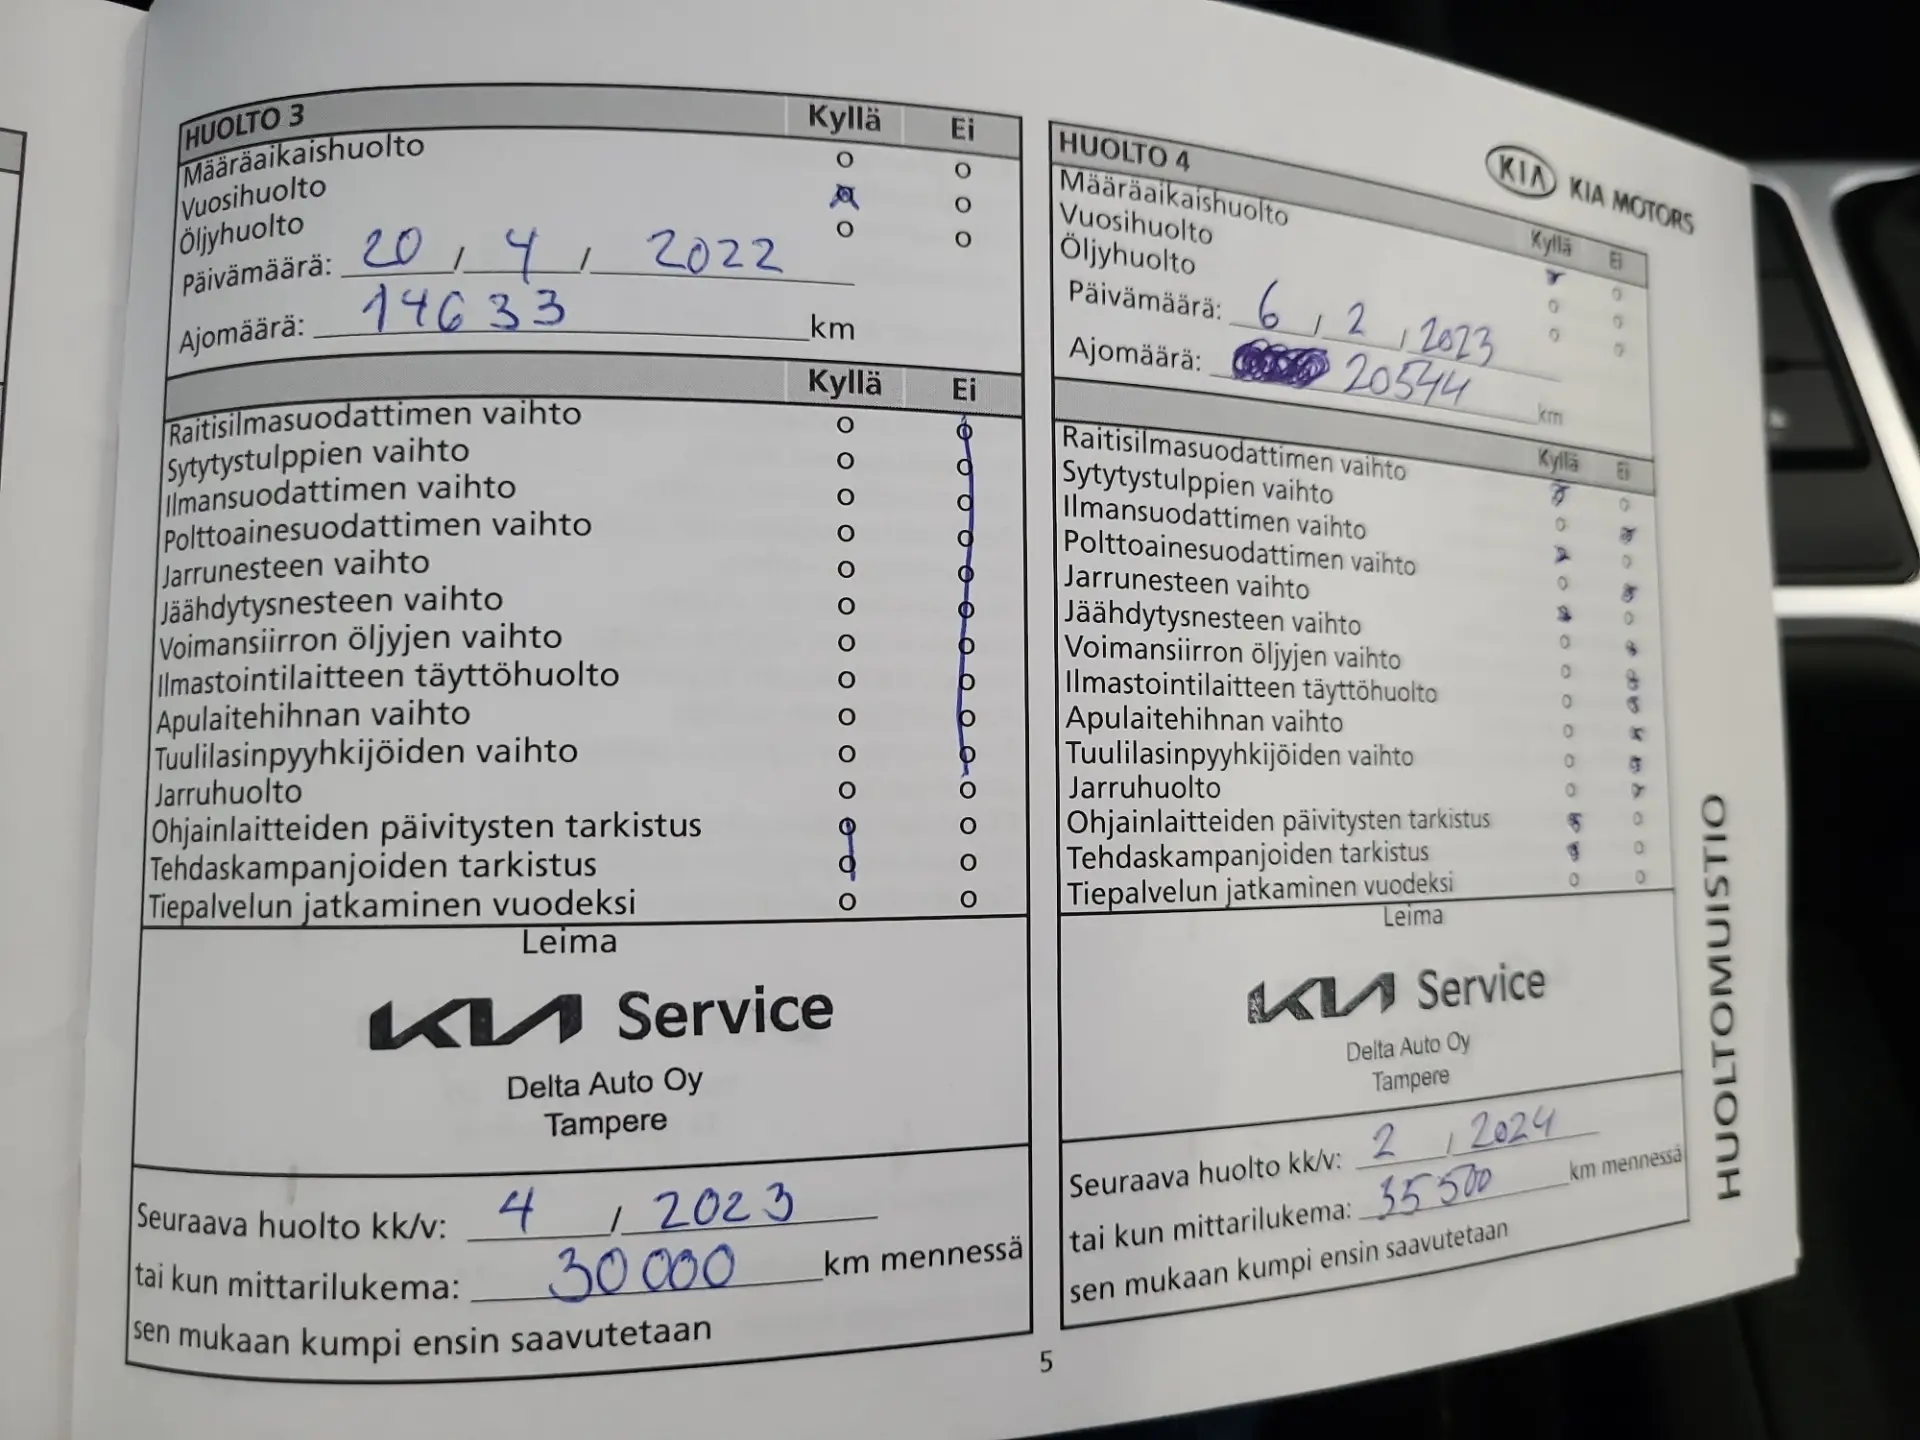 HUOLTO 3 Kyllä Ei
Määräaikaishuolto o o
Vuosihuolto o
Öljyhuolto o o
Päivämäärä: 20 / 4 / 2022
Ajomäärä: 14633 km
Kyllä Ei
Raitisilmasuodattimen vaihto
Sytytystulppien vaihto
Ilmansuodattimen vaihto
Polttoainesuodattimen vaihto
Jarrunesteen vaihto
Jäähdytysnesteen vaihto
Voimansiirron öljyjen vaihto
Ilmastointilaitteen täyttöhuolto
Apulaitehihnan vaihto
Tuulilasinpyyhkijöiden vaihto
Jarruhuolto
Ohjainlaitteiden päivitysten tarkistus
Tehdaskampanjoiden tarkistus
Tiepalvelun jatkaminen vuodeksi
Leima
KIA Service
Delta Auto Oy
Tampere
Seuraava huolto kk/v: 4 / 2023
tai kun mittarilukema: 30 000 km mennessä
sen mukaan kumpi ensin saavutetaan
KIA KIA MOTORS
HUOLTO 4 Kyllä Ei
Määräaikaishuolto
Vuosihuolto
Öljyhuolto
Päivämäärä: 6 / 2 / 2023
Ajomäärä: 20544 km
Kyllä Ei
Raitisilmasuodattimen vaihto
Sytytystulppien vaihto
Ilmansuodattimen vaihto
Polttoainesuodattimen vaihto
Jarrunesteen vaihto
Jäähdytysnesteen vaihto
Voimansiirron öljyjen vaihto
Ilmastointilaitteen täyttöhuolto
Apulaitehihnan vaihto
Tuulilasinpyyhkijöiden vaihto
Jarruhuolto
Ohjainlaitteiden päivitysten tarkistus
Tehdaskampanjoiden tarkistus
Tiepalvelun jatkaminen vuodeksi
Leima
KIA Service
Delta Auto Oy
Tampere
Seuraava huolto kk/v: 2 / 2024
tai kun mittarilukema: 35 500 km mennessä
sen mukaan kumpi ensin saavutetaan
HUOLTOMUISTIO
5